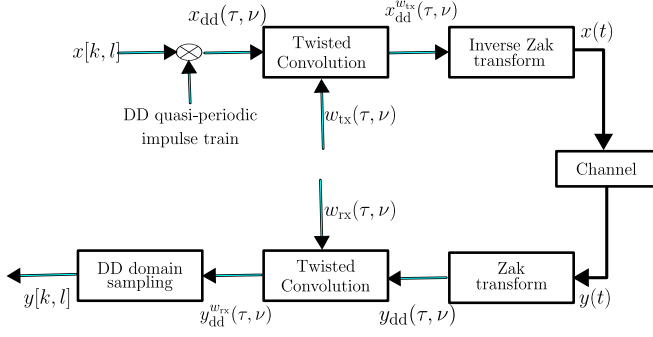 x[k, l]
x_dd(τ, ν)
DD quasi-periodic
impulse train
Twisted
Convolution
w_tx(τ, ν)
x_dd^{w_tx}(τ, ν)
Inverse Zak
transform
x(t)
Channel
y(t)
Zak
transform
y_dd(τ, ν)
w_rx(τ, ν)
Twisted
Convolution
y_dd^{w_rx}(τ, ν)
DD domain
sampling
y[k, l]